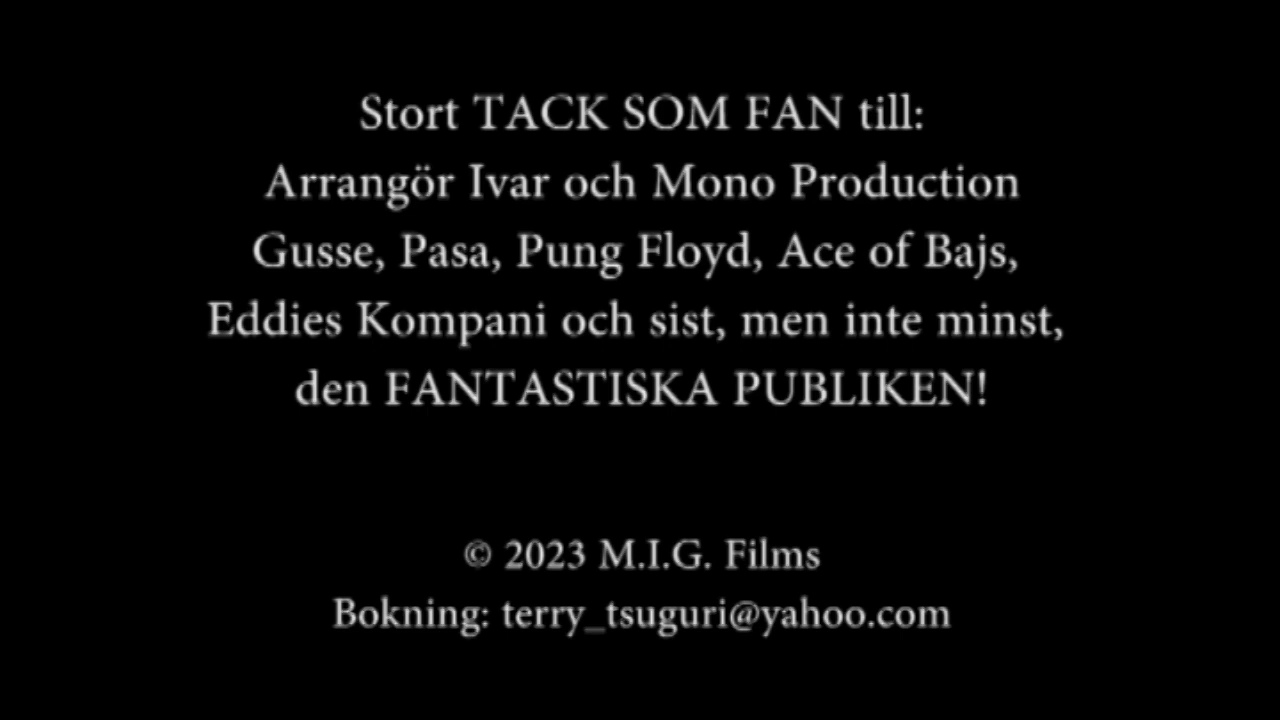 Stort TACK SOM FAN till:
Arrangör Ivar och Mono Production
Gusse, Pasa, Pung Floyd, Ace of Bajs,
Eddies Kompani och sist, men inte minst,
den FANTASTISKA PUBLIKEN!
© 2023 M.I.G. Films
Bokning: terry_tsuguri@yahoo.com